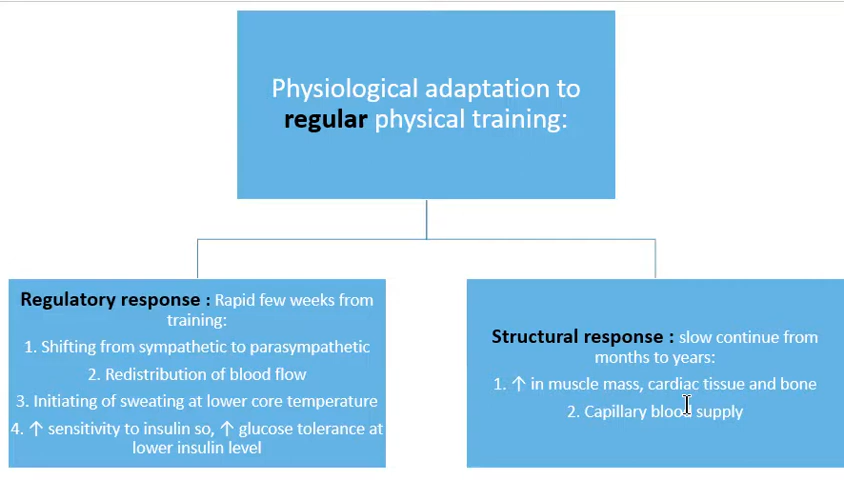 Physiological adaptation to
regular physical training:
Regulatory response : Rapid few weeks from
training:
1. Shifting from sympathetic to parasympathetic
2. Redistribution of blood flow
3. Initiating of sweating at lower core temperature
4. ↑ sensitivity to insulin so, ↑ glucose tolerance at
lower insulin level
Structural response : slow continue from
months to years:
1. ↑ in muscle mass, cardiac tissue and bone
2. Capillary blood supply